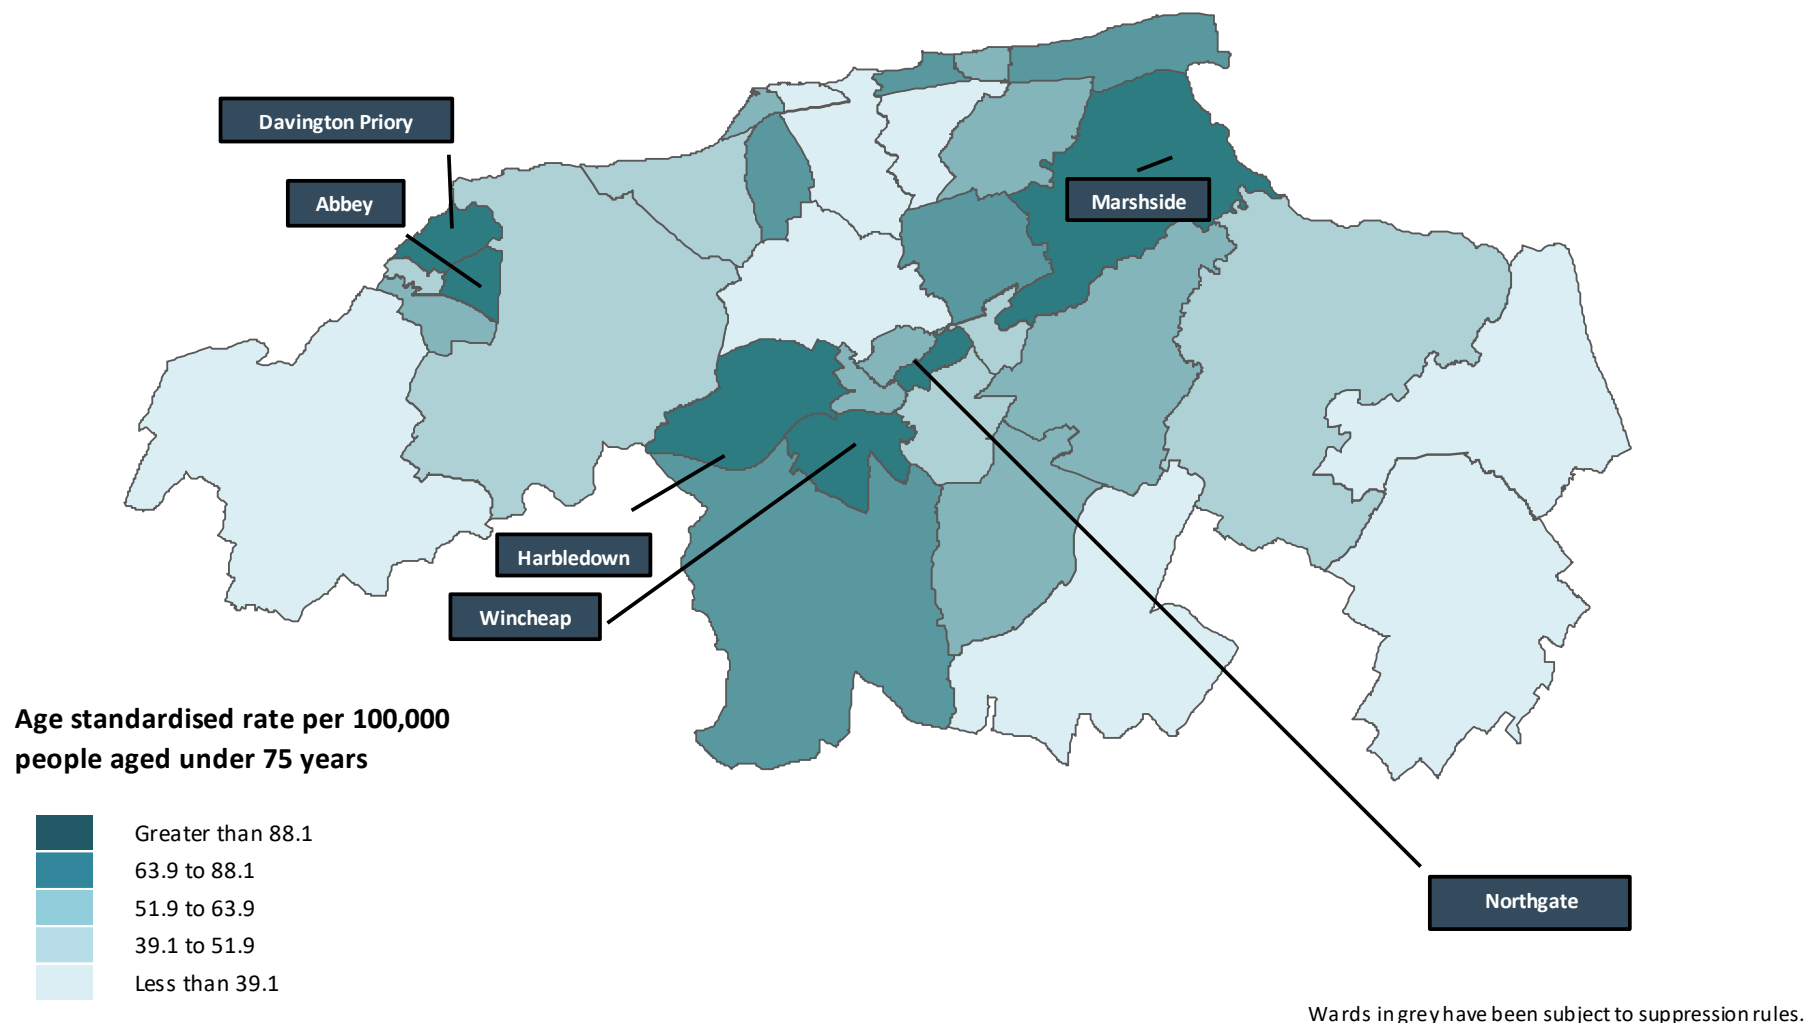 Davington Priory
Abbey
Marshside
Harbledown
Wincheap
Age standardised rate per 100,000
people aged under 75 years
Greater than 88.1
63.9 to 88.1
51.9 to 63.9
39.1 to 51.9
Less than 39.1
Northgate
Wards in grey have been subject to suppression rules.